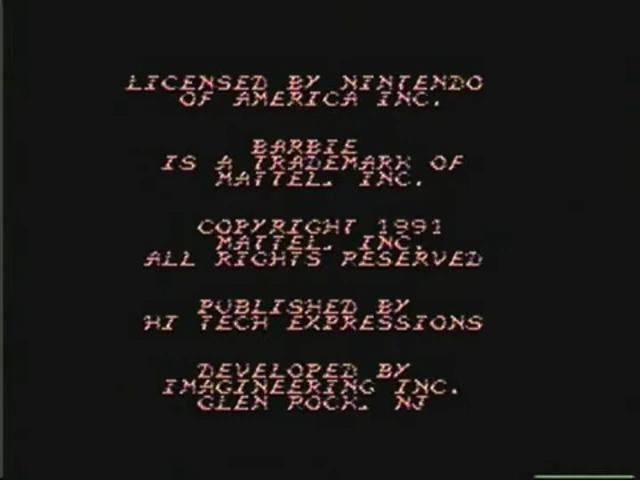 LICENSED BY NINTENDO
OF AMERICA INC.
BARBIE
IS A TRADEMARK OF
MATTEL, INC.
COPYRIGHT 1991
MATTEL, INC.
ALL RIGHTS RESERVED
PUBLISHED BY
HI TECH EXPRESSIONS
DEVELOPED BY
IMAGINEERING INC.
GLEN ROCK, NJ